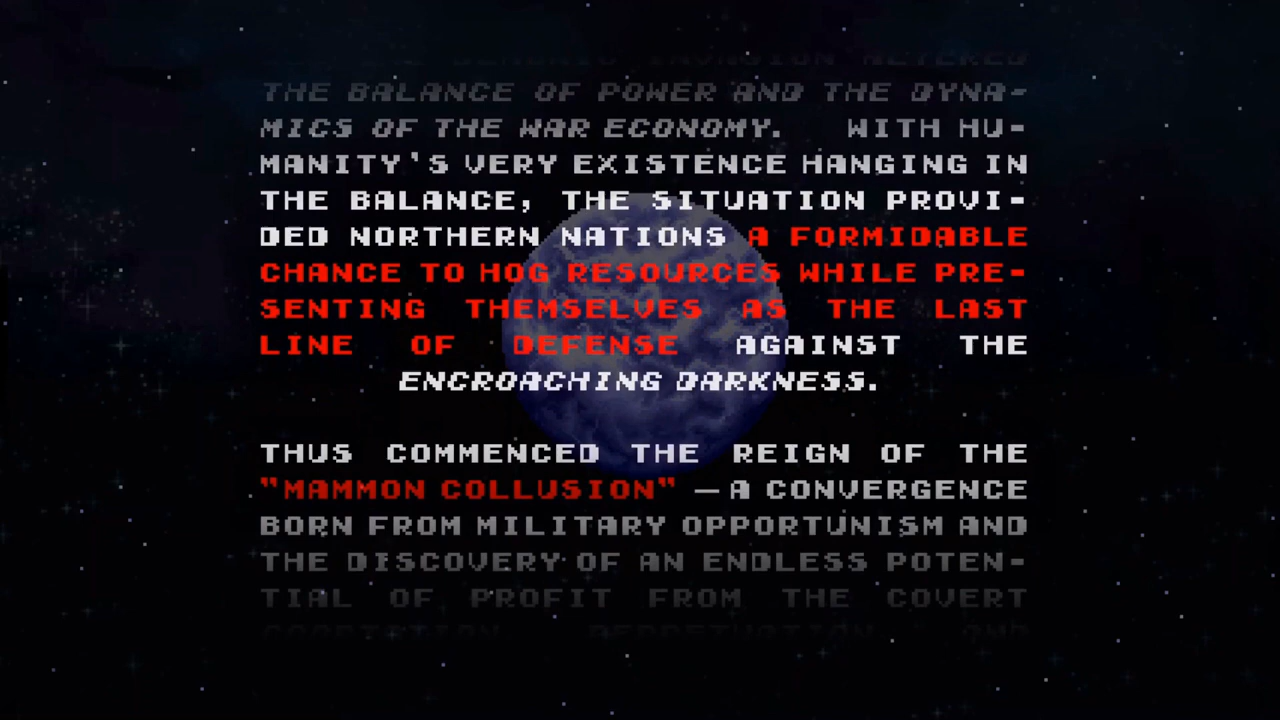 DEMONIC INVASION ALTERED
THE BALANCE OF POWER AND THE DYNA-
MICS OF THE WAR ECONOMY. WITH HU-
MANITY'S VERY EXISTENCE HANGING IN
THE BALANCE, THE SITUATION PROVI-
DED NORTHERN NATIONS A FORMIDABLE
CHANCE TO HOG RESOURCES WHILE PRE-
SENTING THEMSELVES AS THE LAST
LINE OF DEFENSE AGAINST THE
ENCROACHING DARKNESS.
THUS COMMENCED THE REIGN OF THE
"MAMMON COLLUSION" — A CONVERGENCE
BORN FROM MILITARY OPPORTUNISM AND
THE DISCOVERY OF AN ENDLESS POTEN-
TIAL OF PROFIT FROM THE COVERT